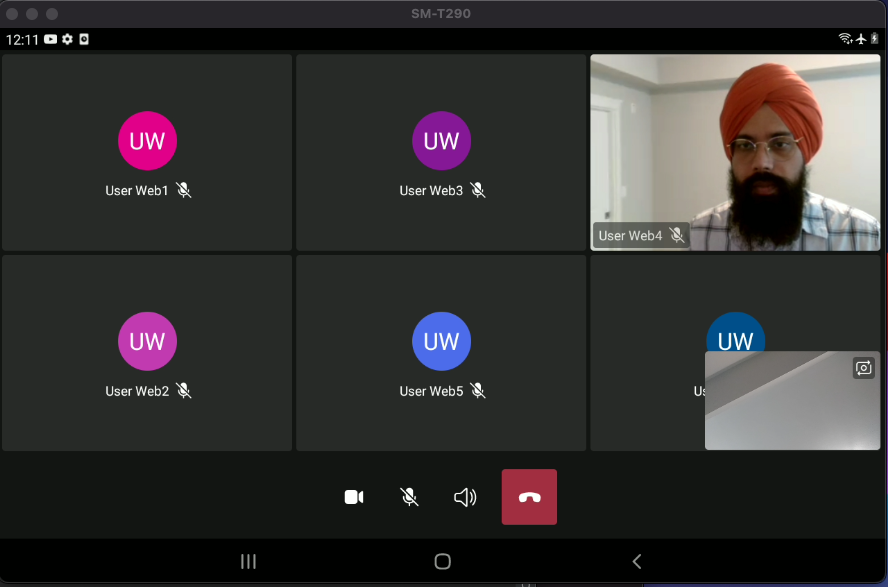 SM-T290
12:11
UW
User Web1
UW
User Web3
User Web4
UW
User Web2
UW
User Web5
UW
Us